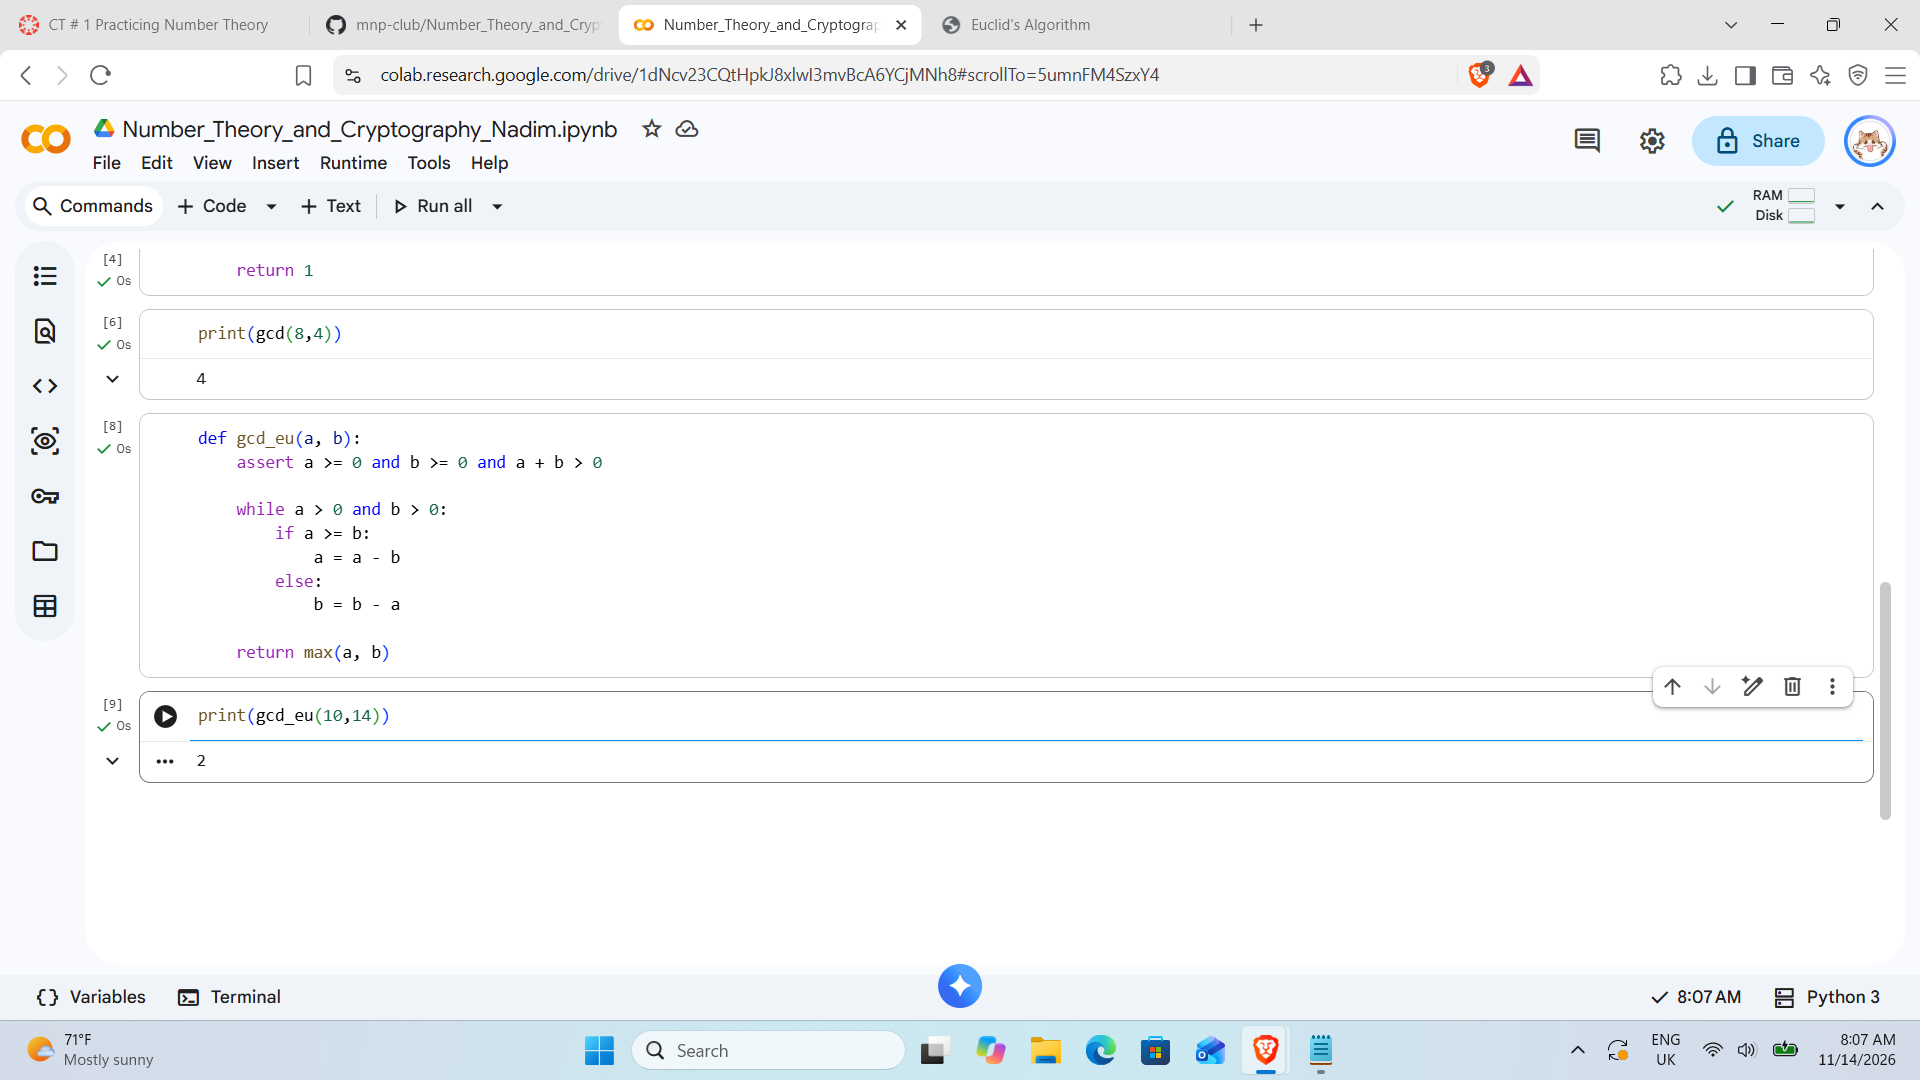 CT # 1 Practicing Number Theory
mnp-club/Number_Theory_and_Cryp
Number_Theory_and_Cryptograp
Euclid's Algorithm
colab.research.google.com/drive/1dNcv23CQtHpkJ8xlwI3mvBcA6YCjMNh8#scrollTo=5umnFM4SzxY4
3
Number_Theory_and_Cryptography_Nadim.ipynb
File Edit View Insert Runtime Tools Help
Share
Commands + Code + Text Run all
RAM
Disk
[4]
0s
return 1
[6]
0s
print(gcd(8,4))
4
[8]
0s
def gcd_eu(a, b):
    assert a >= 0 and b >= 0 and a + b > 0
    while a > 0 and b > 0:
        if a >= b:
            a = a - b
        else:
            b = b - a
    return max(a, b)
[9]
0s
print(gcd_eu(10,14))
2
Variables Terminal
8:07 AM Python 3
71°F
Mostly sunny
Search
ENG
UK
8:07 AM
11/14/2026